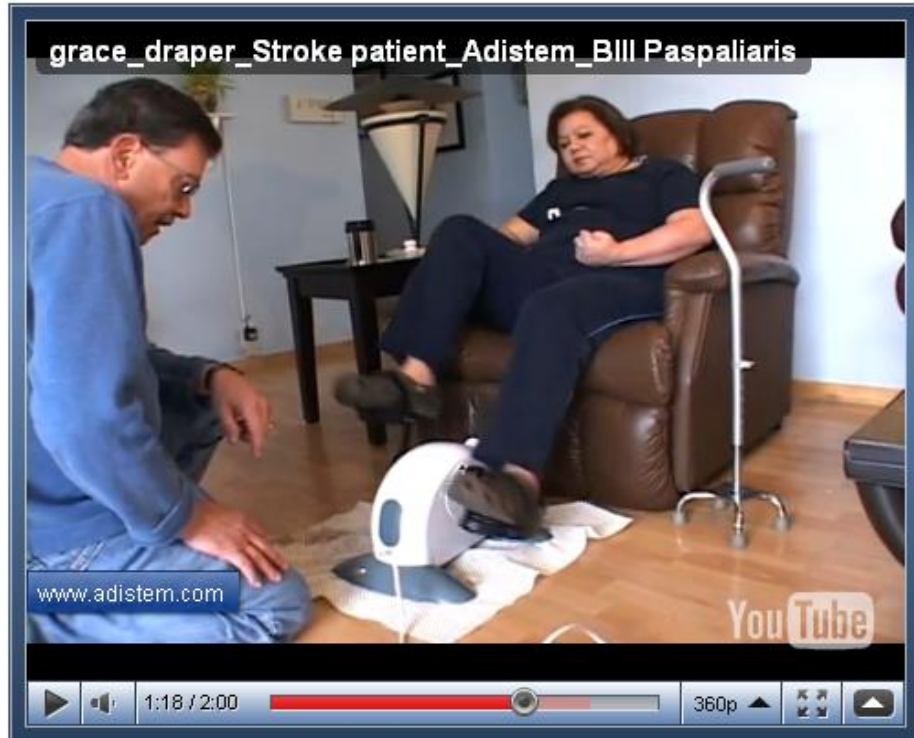 grace_draper_Stroke patient_Adistem_BIll Paspaliaris
www.adistem.com
YouTube
1:18 / 2:00
360p